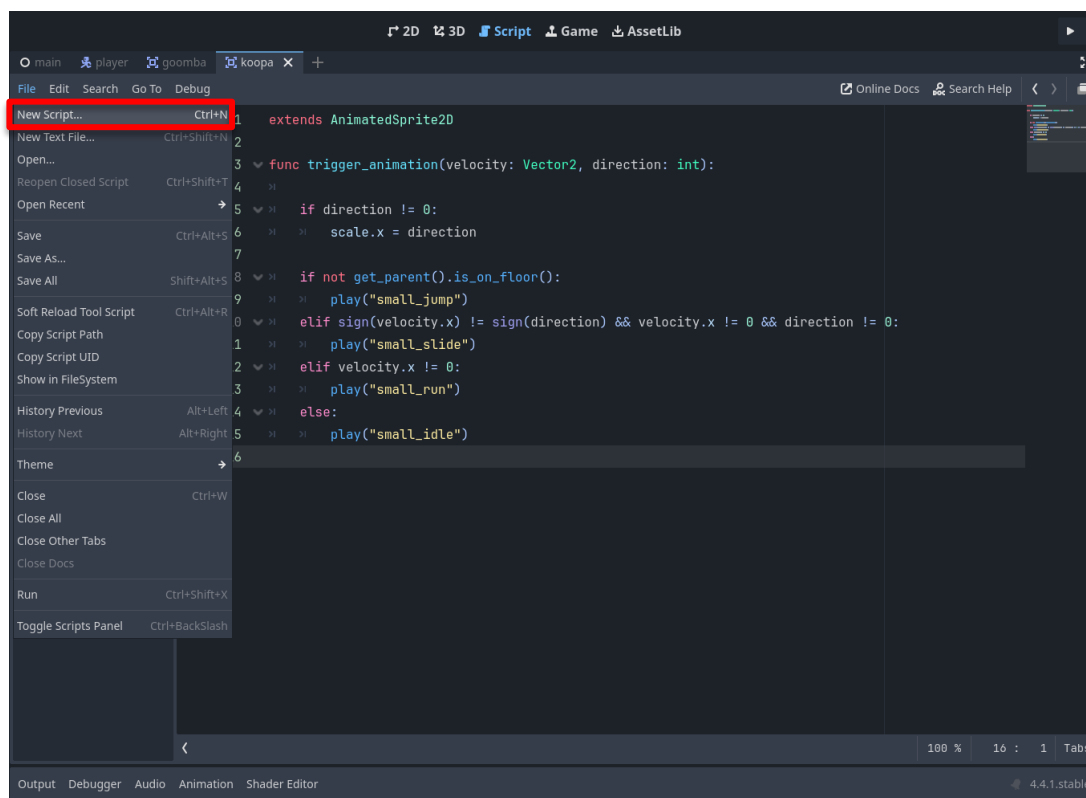 2D 3D Script Game AssetLib
main player goomba koopa
File Edit Search Go To Debug Online Docs Search Help
New Script... Ctrl+N
New Text File... Ctrl+Shift+N
Open...
Reopen Closed Script Ctrl+Shift+T
Open Recent
Save Ctrl+Alt+S
Save As...
Save All Shift+Alt+S
Soft Reload Tool Script Ctrl+Alt+R
Copy Script Path
Copy Script UID
Show in FileSystem
History Previous Alt+Left
History Next Alt+Right
Theme
Close Ctrl+W
Close All
Close Other Tabs
Close Docs
Run Ctrl+Shift+X
Toggle Scripts Panel Ctrl+BackSlash
1 extends AnimatedSprite2D
2
3 func trigger_animation(velocity: Vector2, direction: int):
4
5 if direction != 0:
6 scale.x = direction
7
8 if not get_parent().is_on_floor():
9 play("small_jump")
0 elif sign(velocity.x) != sign(direction) && velocity.x != 0 && direction != 0:
1 play("small_slide")
2 elif velocity.x != 0:
3 play("small_run")
4 else:
5 play("small_idle")
6
100 % 16 : 1 Tabs
Output Debugger Audio Animation Shader Editor 4.4.1.stable